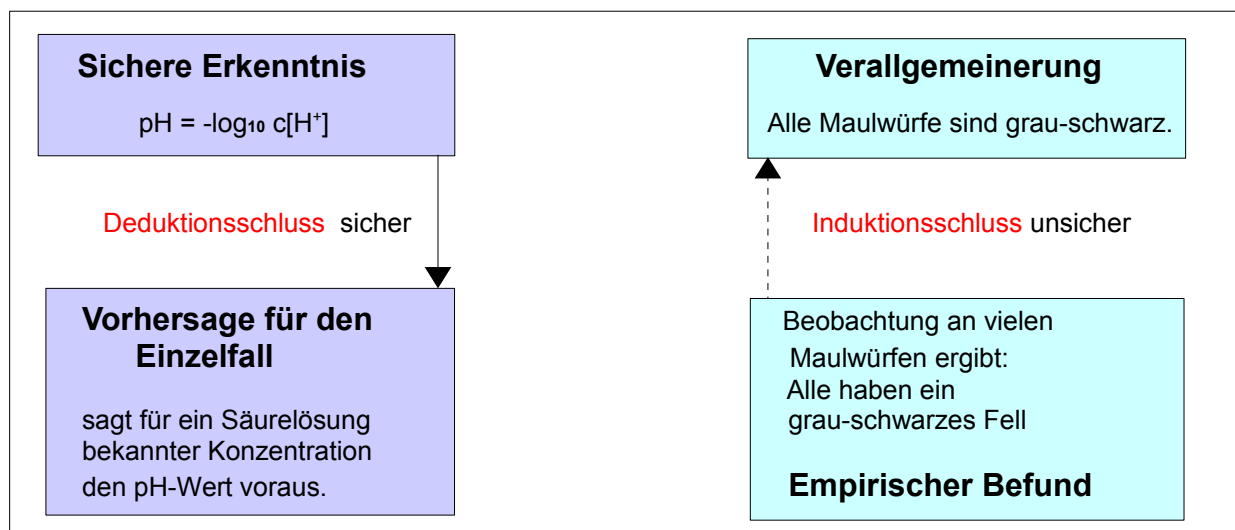 Sichere Erkenntnis
pH = -log₁₀ c[H⁺]
Deduktionsschluss sicher
Vorhersage für den
Einzelfall
sagt für ein Säurelösung
bekannter Konzentration
den pH-Wert voraus.
Verallgemeinerung
Alle Maulwürfe sind grau-schwarz.
Induktionsschluss unsicher
Beobachtung an vielen
Maulwürfen ergibt:
Alle haben ein
grau-schwarzes Fell
Empirischer Befund